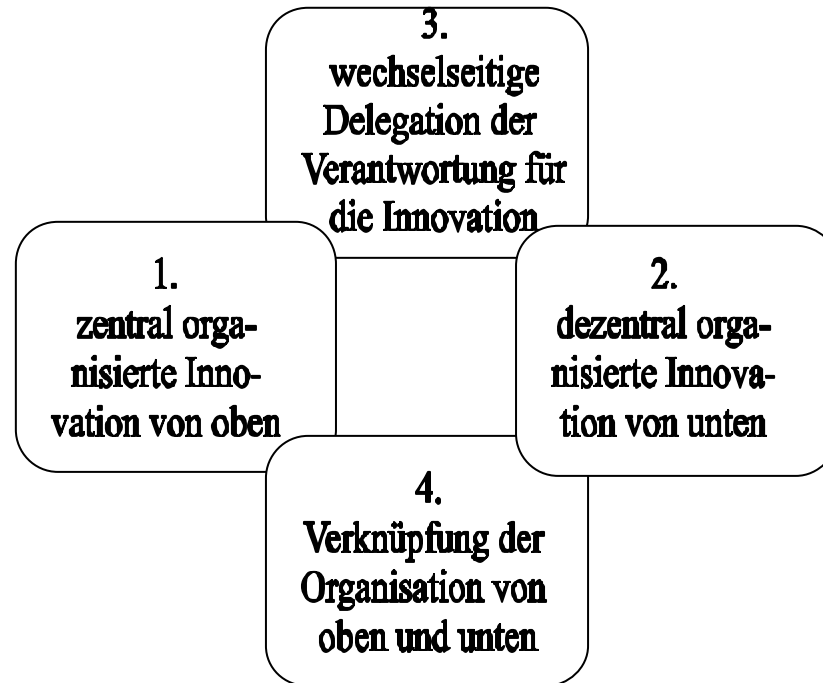 3.
wechselseitige
Delegation der
Verantwortung für
die Innovation
1.
zentral orga-
nisierte Inno-
vation von oben
2.
dezentral orga-
nisierte Innova-
tion von unten
4.
Verknüpfung der
Organisation von
oben und unten